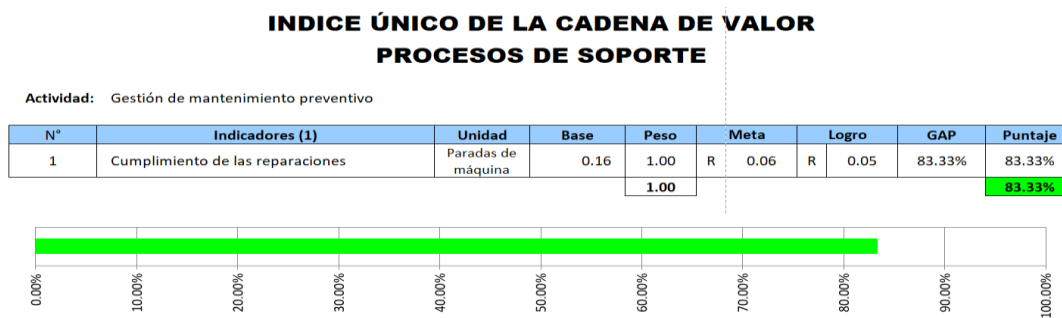 INDICE ÚNICO DE LA CADENA DE VALOR
PROCESOS DE SOPORTE
Actividad: Gestión de mantenimiento preventivo
N° Indicadores (1) Unidad Base Peso Meta Logro GAP Puntaje
1 Cumplimiento de las reparaciones Paradas de máquina 0.16 1.00 R 0.06 R 0.05 83.33% 83.33%
1.00 83.33%
0.00% 10.00% 20.00% 30.00% 40.00% 50.00% 60.00% 70.00% 80.00% 90.00% 100.00%